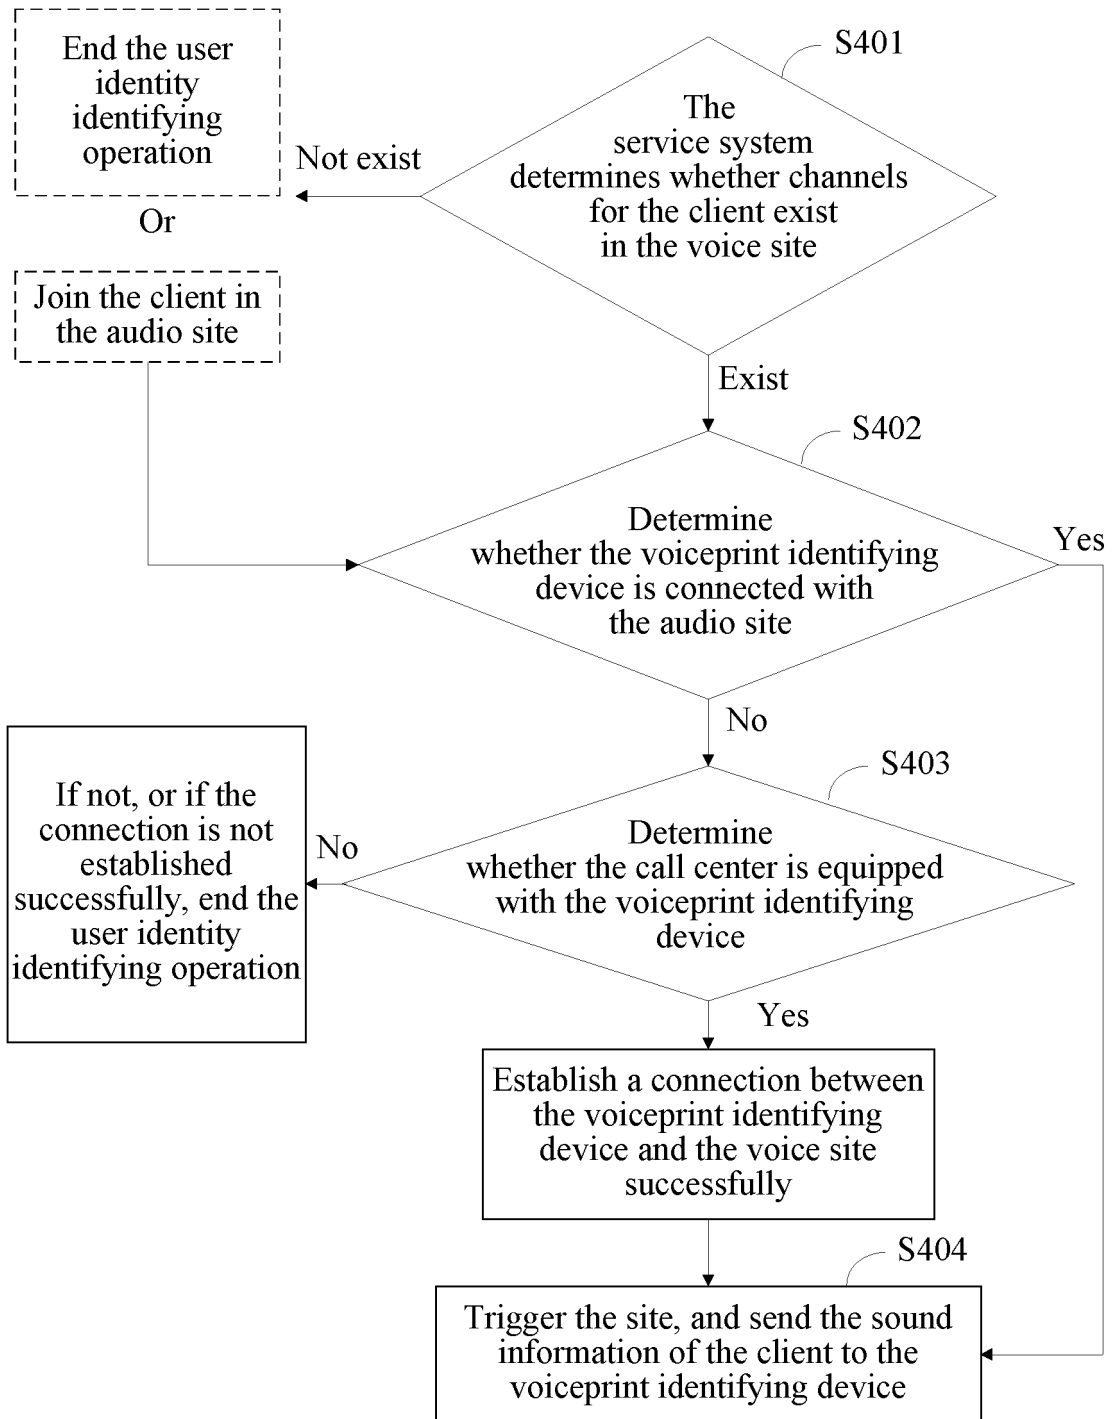 End the user
identity
identifying
operation
Or
Join the client in
the audio site
Not exist
S401
The
service system
determines whether channels
for the client exist
in the voice site
Exist
S402
Determine
whether the voiceprint identifying
device is connected with
the audio site
Yes
No
S403
Determine
whether the call center is equipped
with the voiceprint identifying
device
No
If not, or if the
connection is not
established
successfully, end the
user identity
identifying operation
Yes
Establish a connection between
the voiceprint identifying
device and the voice site
successfully
S404
Trigger the site, and send the sound
information of the client to the
voiceprint identifying device